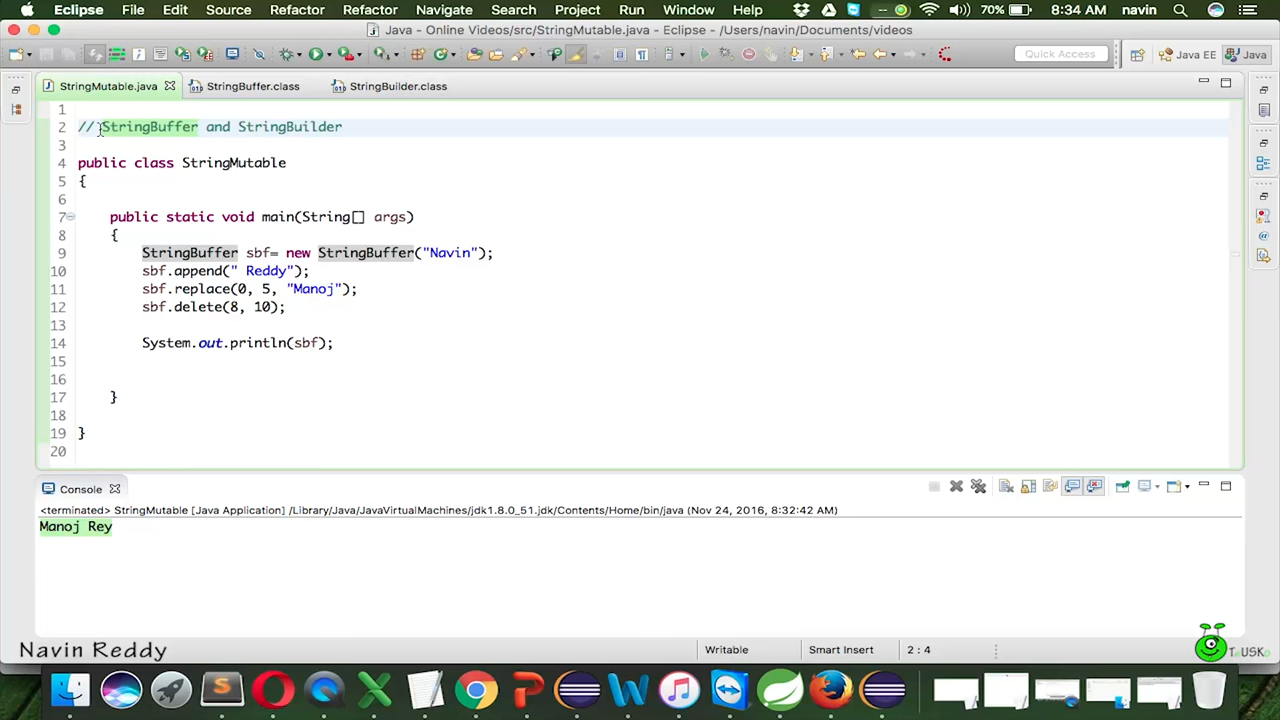 Eclipse File Edit Source Refactoring Refactor Navigate Search Project Run Window Help 70% 8:34 AM navin
Java - Online Videos/src/StringMutable.java - Eclipse - /Users/navin/Documents/videos
Quick Access Java EE Java
StringMutable.java StringBuffer.class StringBuilder.class
1
2 // StringBuffer and StringBuilder
3
4 public class StringMutable
5 {
6
7 public static void main(String[] args)
8 {
9 StringBuffer sbf= new StringBuffer("Navin");
10 sbf.append(" Reddy");
11 sbf.replace(0, 5, "Manoj");
12 sbf.delete(8, 10);
13
14 System.out.println(sbf);
15
16
17 }
18
19 }
20
Console
<terminated> StringMutable [Java Application] /Library/Java/JavaVirtualMachines/jdk1.8.0_51.jdk/Contents/Home/bin/java (Nov 24, 2016, 8:32:42 AM)
Manoj Rey
Navin Reddy
Writable Smart Insert 2 : 4